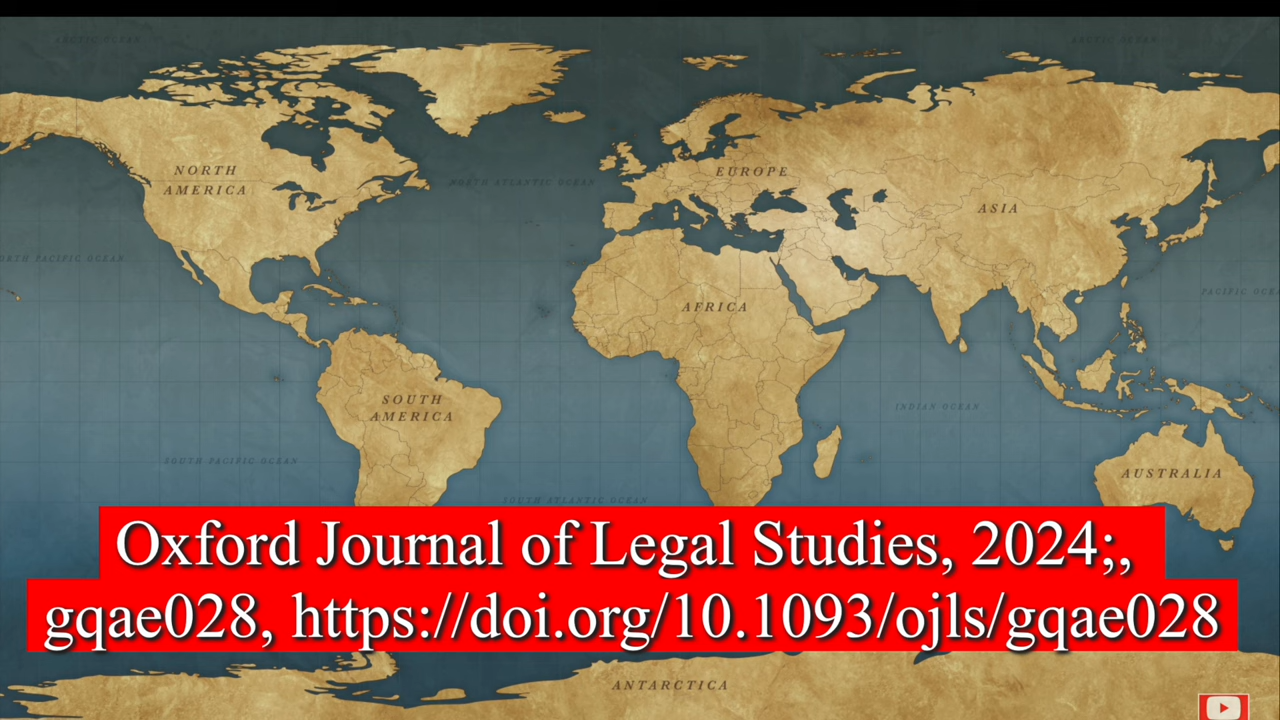 ARCTIC OCEAN
ARCTIC OCEAN
NORTH
AMERICA
EUROPE
NORTH ATLANTIC OCEAN
ASIA
ORTH PACIFIC OCEAN
PACIFIC OCEA
AFRICA
SOUTH
AMERICA
INDIAN OCEAN
SOUTH PACIFIC OCEAN
AUSTRALIA
SOUTH ATLANTIC OCEAN
Oxford Journal of Legal Studies, 2024;,
gqae028, https://doi.org/10.1093/ojls/gqae028
ANTARCTICA